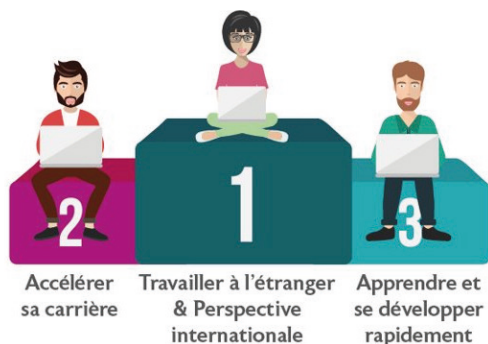 1
2
3
Accélérer
sa carrière
Travailler à l'étranger
& Perspective
internationale
Apprendre et
se développer
rapidement